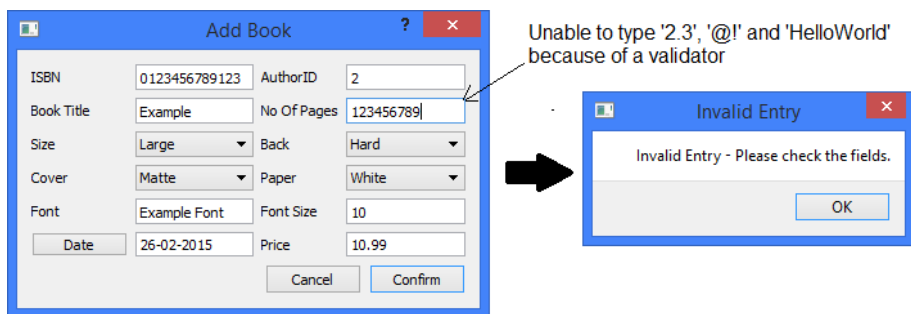 Add Book
?
×
ISBN
0123456789123
AuthorID
2
Book Title
Example
No Of Pages
123456789
Size
Large
Back
Hard
Cover
Matte
Paper
White
Font
Example Font
Font Size
10
Date
26-02-2015
Price
10.99
Cancel
Confirm
Unable to type '2.3', '@!' and 'HelloWorld'
because of a validator
Invalid Entry
×
Invalid Entry - Please check the fields.
OK